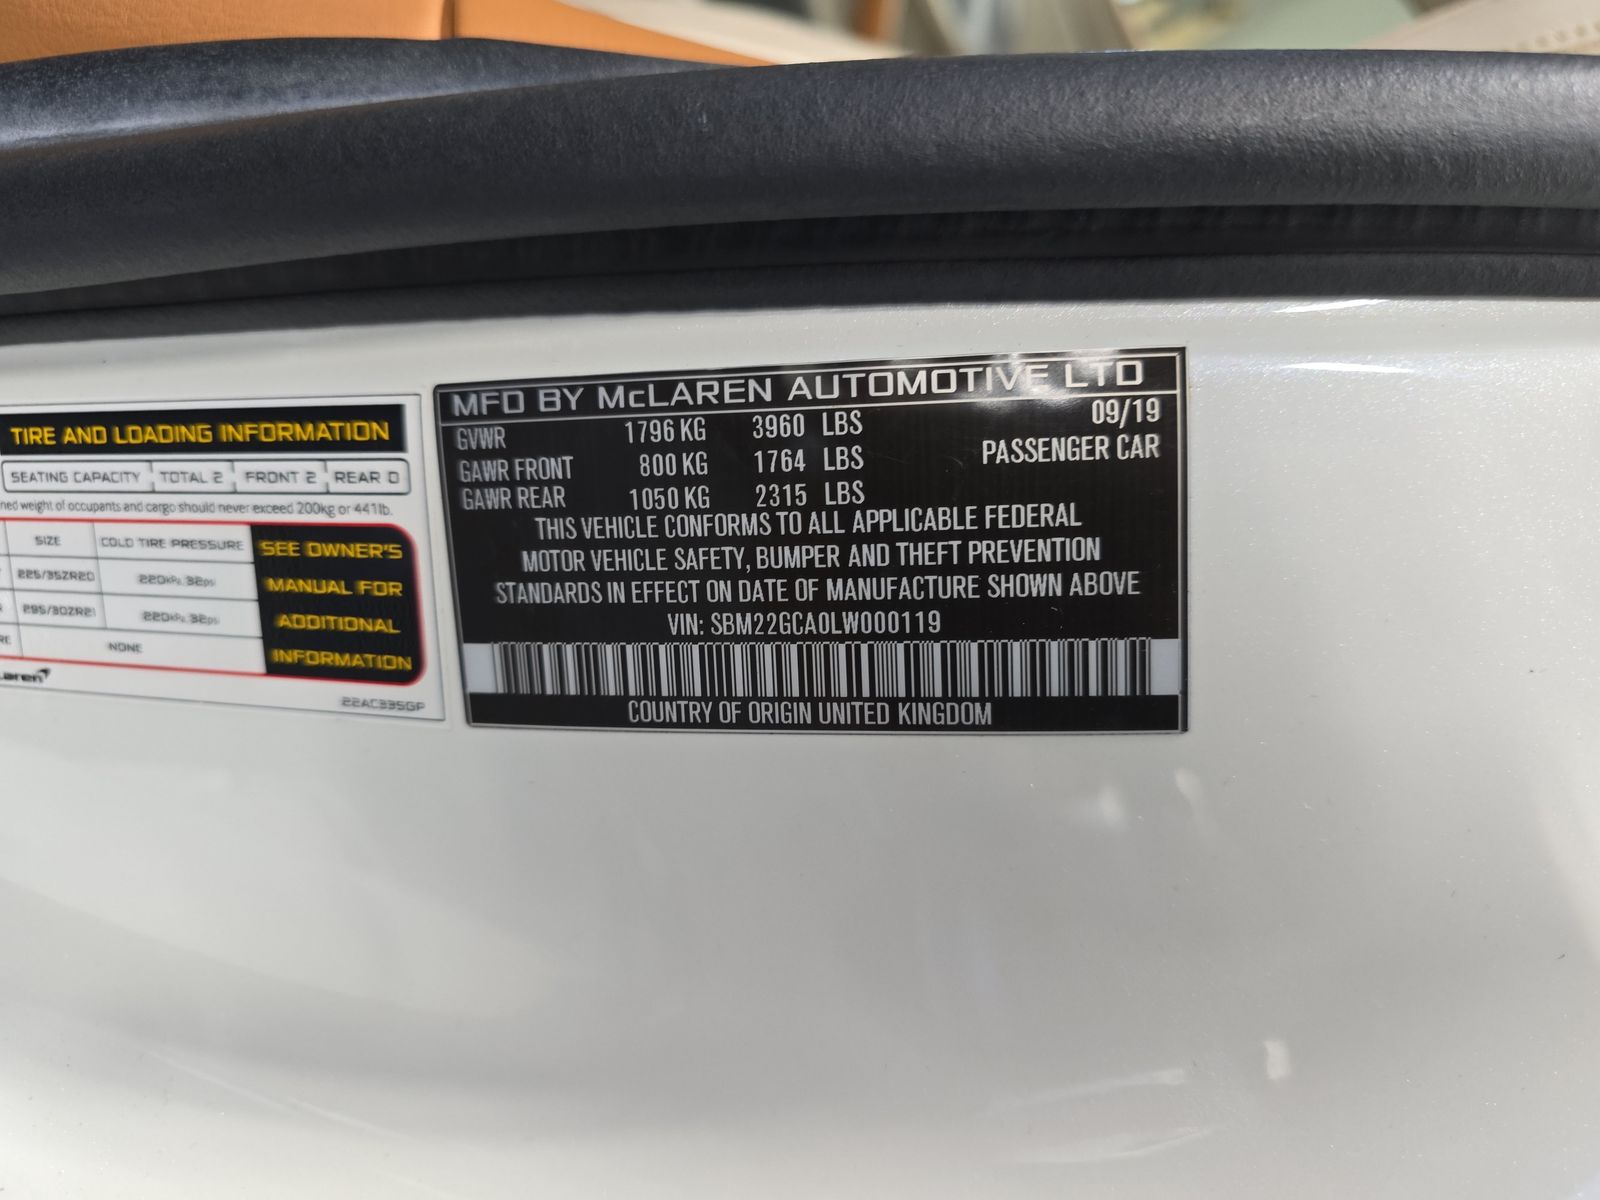 TIRE AND LOADING INFORMATION
SEATING CAPACITY TOTAL 2 FRONT 2 REAR 0
weight of occupants and cargo should never exceed 200kg or 441lb.
SIZE COLD TIRE PRESSURE
225/35ZR20 220kPa, 32psi
295/30ZR21 220kPa, 32psi
NONE
SEE OWNER'S
MANUAL FOR
ADDITIONAL
INFORMATION
22AC335GP
MFD BY McLAREN AUTOMOTIVE LTD
09/19
GVWR 1796 KG 3960 LBS
PASSENGER CAR
GAWR FRONT 800 KG 1764 LBS
GAWR REAR 1050 KG 2315 LBS
THIS VEHICLE CONFORMS TO ALL APPLICABLE FEDERAL
MOTOR VEHICLE SAFETY, BUMPER AND THEFT PREVENTION
STANDARDS IN EFFECT ON DATE OF MANUFACTURE SHOWN ABOVE
VIN: SBM22GCA0LW000119
COUNTRY OF ORIGIN UNITED KINGDOM